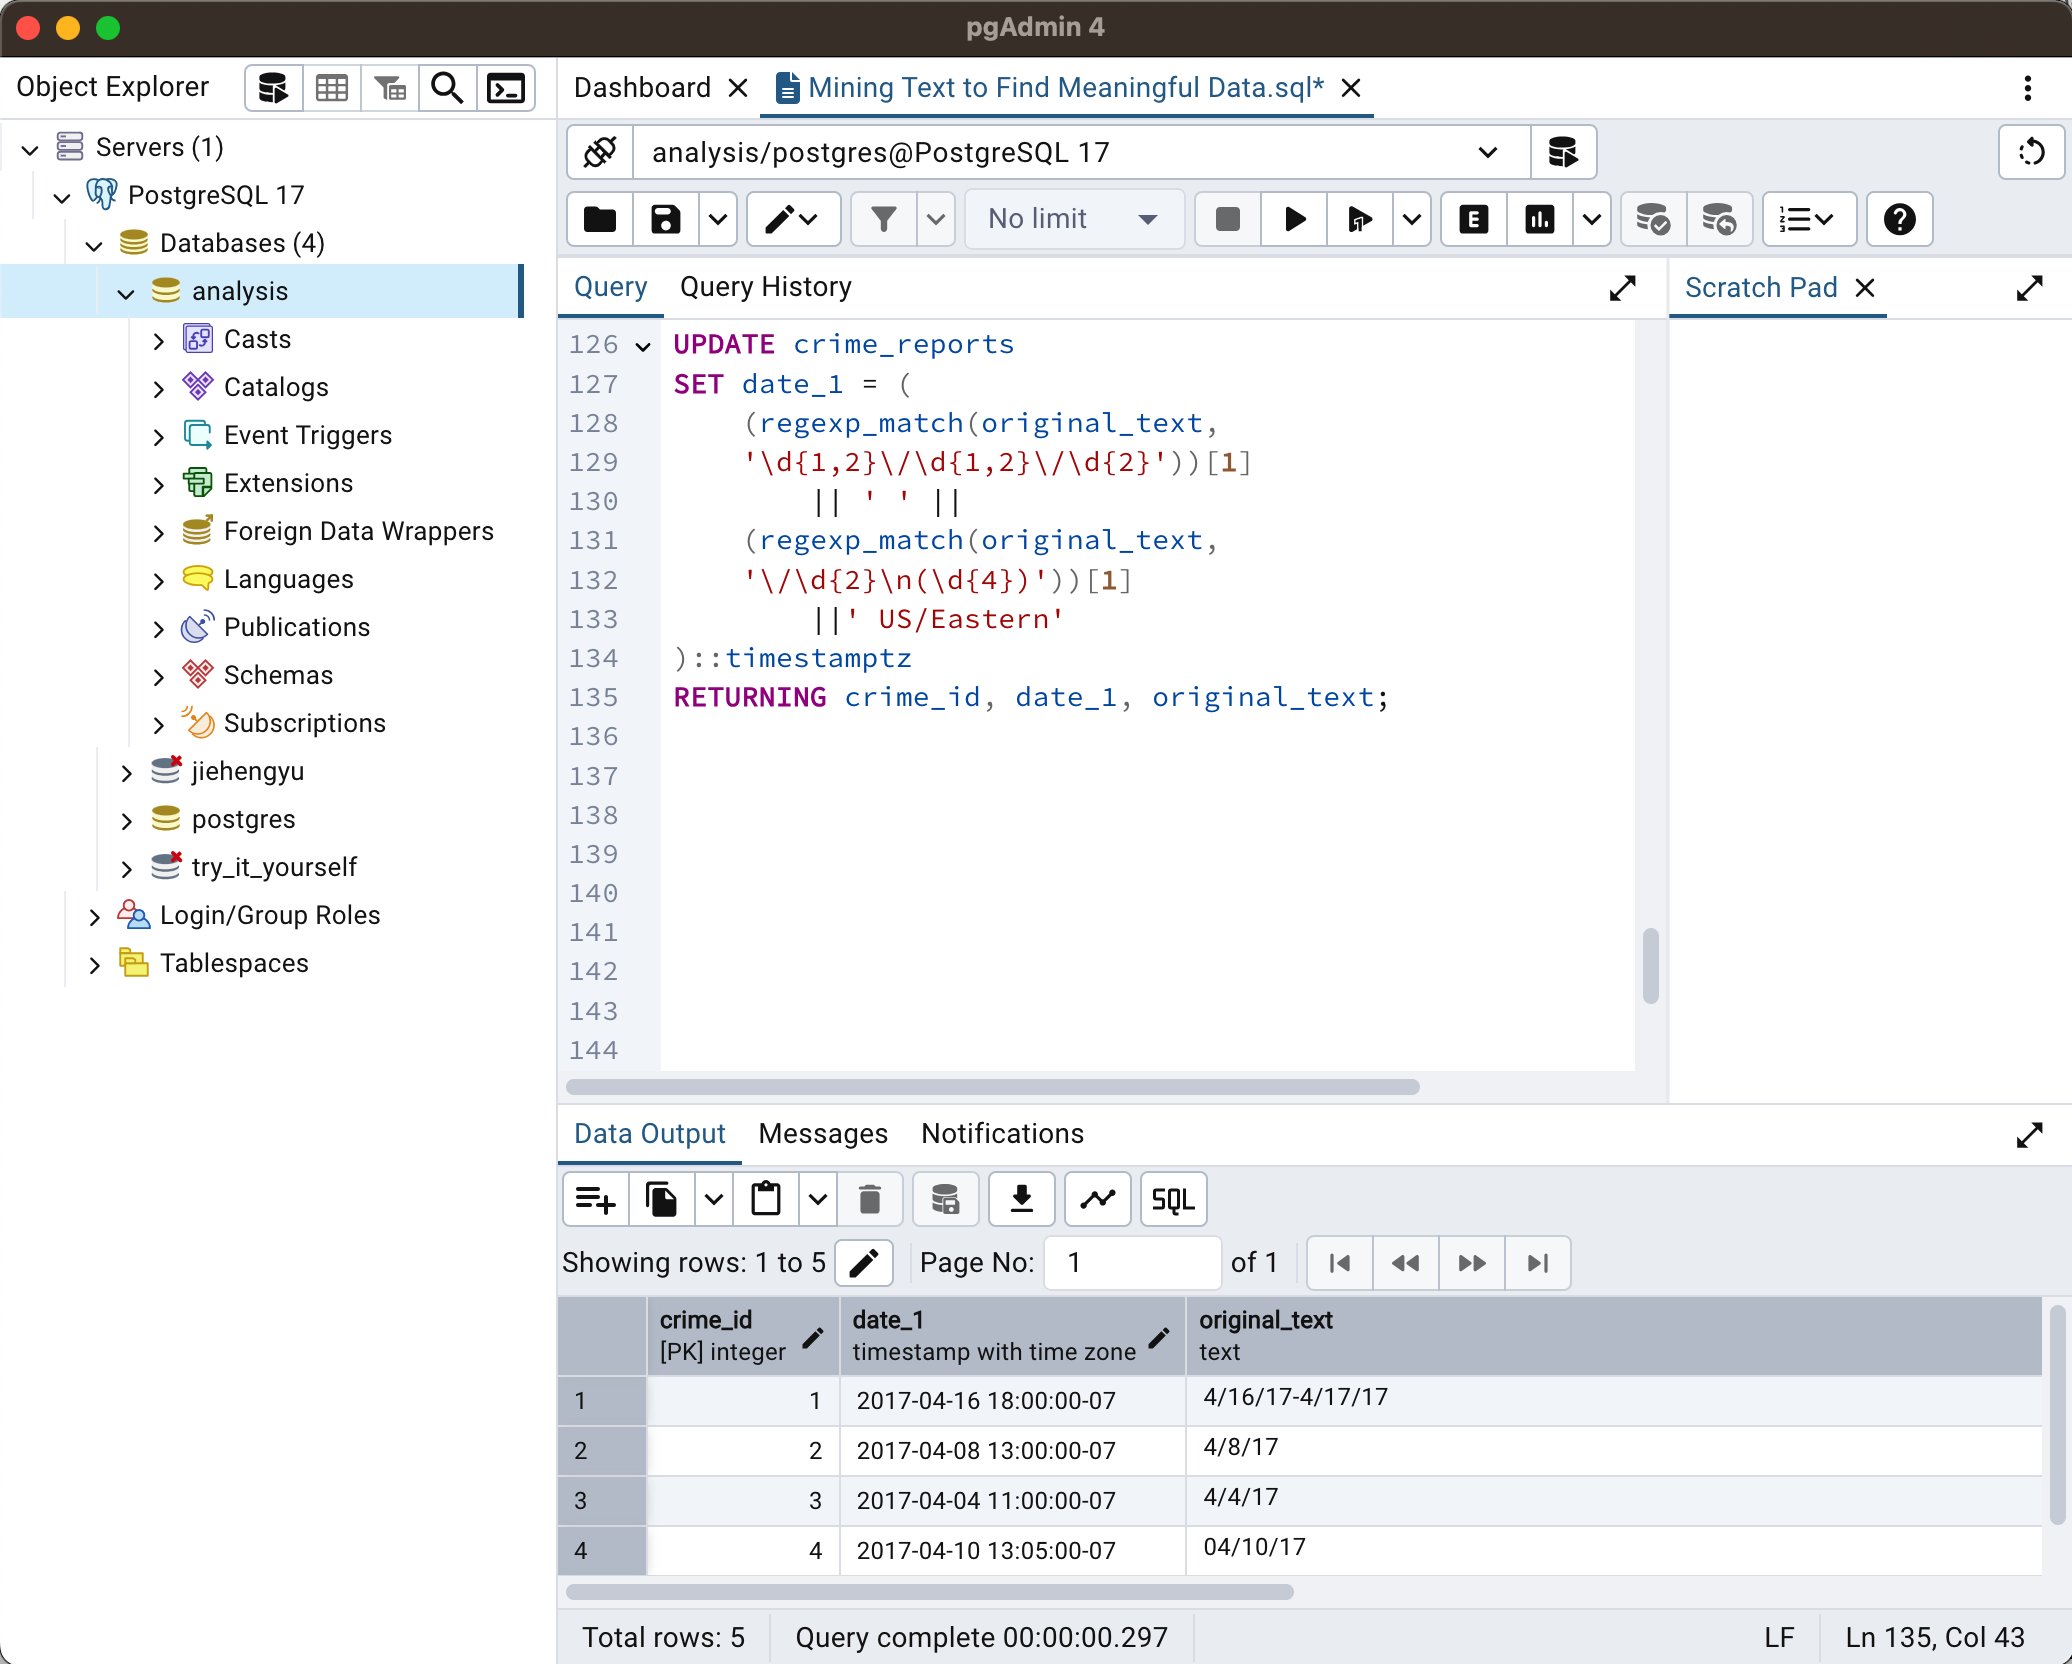 pgAdmin 4
Object Explorer
Dashboard
Mining Text to Find Meaningful Data.sql*
Servers (1)
PostgreSQL 17
Databases (4)
analysis
Casts
Catalogs
Event Triggers
Extensions
Foreign Data Wrappers
Languages
Publications
Schemas
Subscriptions
jiehengyu
postgres
try_it_yourself
Login/Group Roles
Tablespaces
analysis/postgres@PostgreSQL 17
No limit
E
Query
Query History
Scratch Pad
126 UPDATE crime_reports
127 SET date_1 = (
128 (regexp_match(original_text,
129 '\d{1,2}\/\d{1,2}\/\d{2}'))[1]
130 || ' ' ||
131 (regexp_match(original_text,
132 '\/\d{2}\n(\d{4})'))[1]
133 ||' US/Eastern'
134 )::timestamptz
135 RETURNING crime_id, date_1, original_text;
136
137
138
139
140
141
142
143
144
Data Output
Messages
Notifications
SQL
Showing rows: 1 to 5
Page No: 1 of 1
crime_id date_1 original_text
[PK] integer timestamp with time zone text
1 1 2017-04-16 18:00:00-07 4/16/17-4/17/17
2 2 2017-04-08 13:00:00-07 4/8/17
3 3 2017-04-04 11:00:00-07 4/4/17
4 4 2017-04-10 13:05:00-07 04/10/17
Total rows: 5
Query complete 00:00:00.297
LF
Ln 135, Col 43